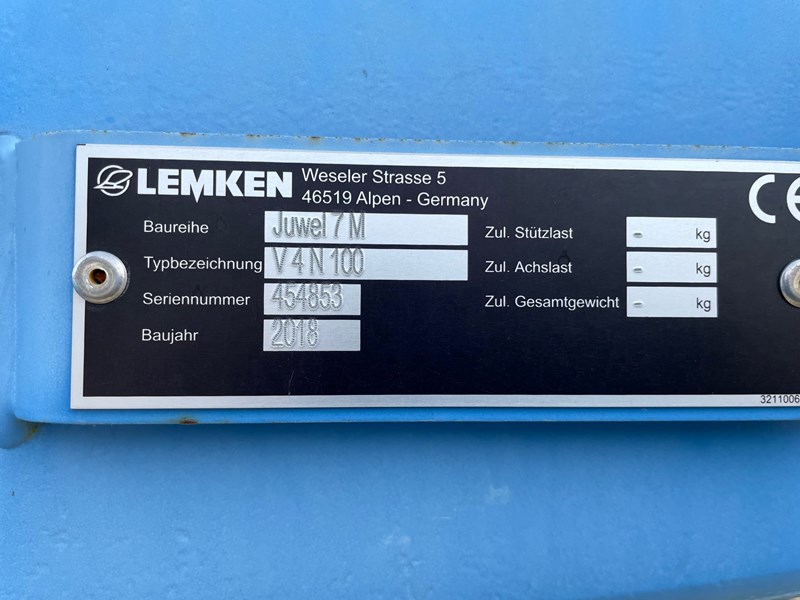 LEMKEN Weseler Strasse 5
46519 Alpen - Germany
CE
Baureihe Juwel 7 M Zul. Stützlast - kg
Typbezeichnung V 4 N 100 Zul. Achslast - kg
Seriennummer 454853 Zul. Gesamtgewicht - kg
Baujahr 2018